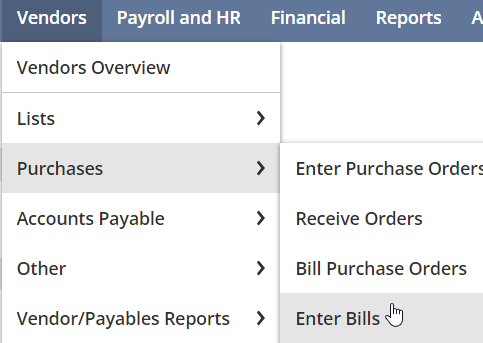 Vendors Payroll and HR Financial Reports A
Vendors Overview
Lists
Purchases
Accounts Payable
Other
Vendor/Payables Reports
Enter Purchase Orders
Receive Orders
Bill Purchase Orders
Enter Bills